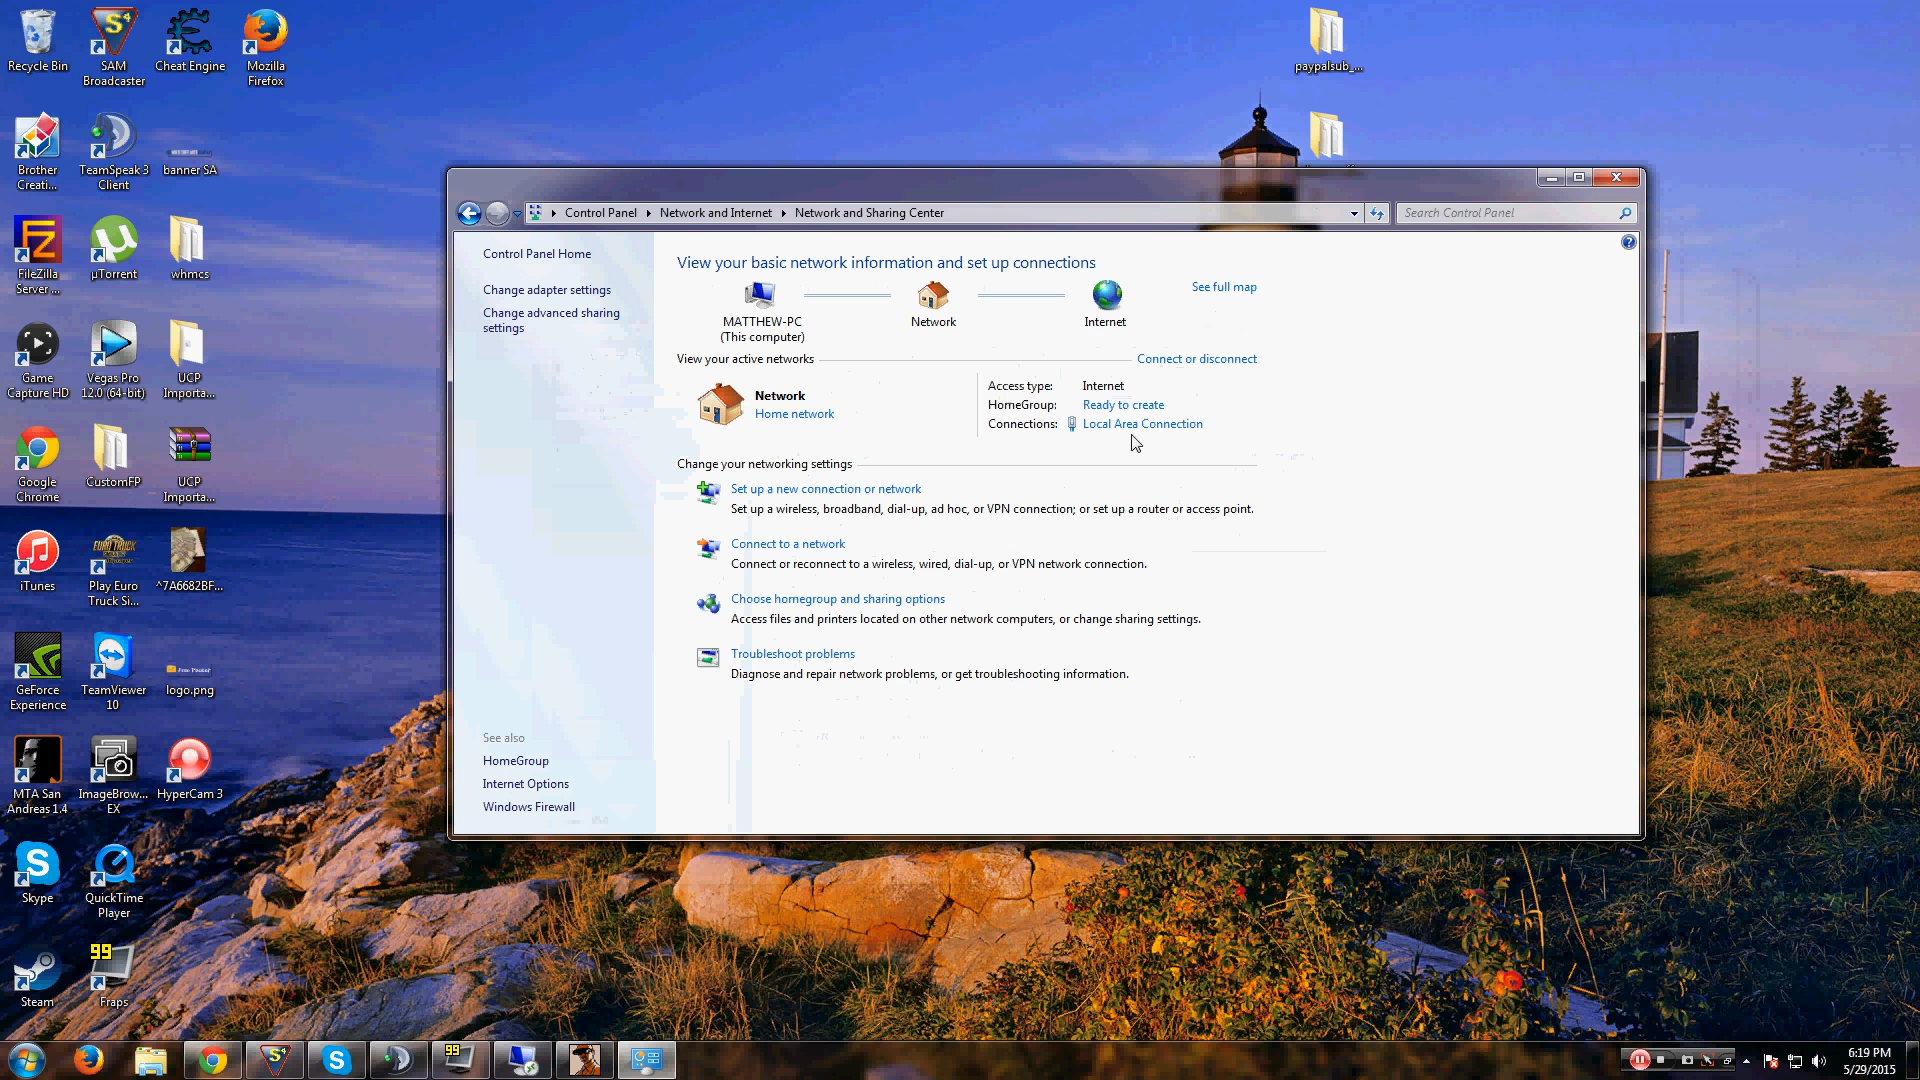 Recycle Bin
SAM
Broadcaster
Cheat Engine
Mozilla
Firefox
paypalsub_...
Brother
Creati...
TeamSpeak 3
Client
banner SA
FileZilla
Server ...
µTorrent
whmcs
Game
Capture HD
Vegas Pro
12.0 (64-bit)
UCP
Importa...
Google
Chrome
CustomFP
UCP
Importa...
iTunes
Play Euro
Truck Si...
^7A6682BF...
GeForce
Experience
TeamViewer
10
logo.png
MTA San
Andreas 1.4
ImageBrow...
EX
HyperCam 3
Skype
QuickTime
Player
Steam
99
Fraps
Control Panel
Network and Internet
Network and Sharing Center
Search Control Panel
Control Panel Home
Change adapter settings
Change advanced sharing
settings
View your basic network information and set up connections
MATTHEW-PC
(This computer)
Network
Internet
See full map
View your active networks
Connect or disconnect
Network
Home network
Access type: Internet
HomeGroup: Ready to create
Connections: Local Area Connection
Change your networking settings
Set up a new connection or network
Set up a wireless, broadband, dial-up, ad hoc, or VPN connection; or set up a router or access point.
Connect to a network
Connect or reconnect to a wireless, wired, dial-up, or VPN network connection.
Choose homegroup and sharing options
Access files and printers located on other network computers, or change sharing settings.
Troubleshoot problems
Diagnose and repair network problems, or get troubleshooting information.
See also
HomeGroup
Internet Options
Windows Firewall
99
6:19 PM
5/29/2015